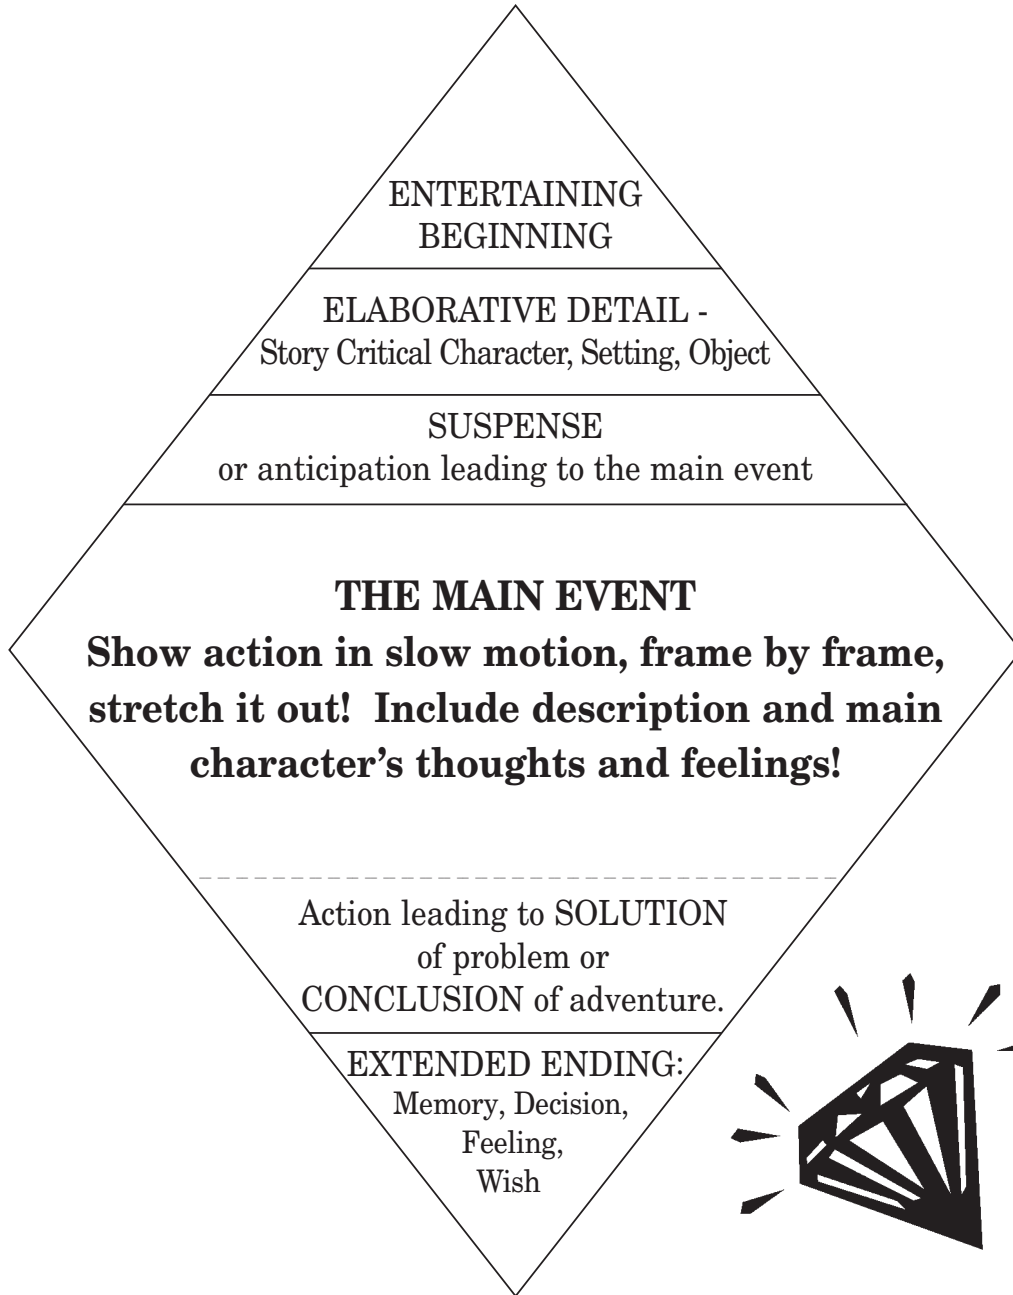 ENTERTAINING
BEGINNING
ELABORATIVE DETAIL -
Story Critical Character, Setting, Object
SUSPENSE
or anticipation leading to the main event
THE MAIN EVENT
Show action in slow motion, frame by frame,
stretch it out!  Include description and main
character’s thoughts and feelings!
Action leading to SOLUTION
of problem or
CONCLUSION of adventure.
EXTENDED ENDING:
Memory, Decision,
Feeling,
Wish